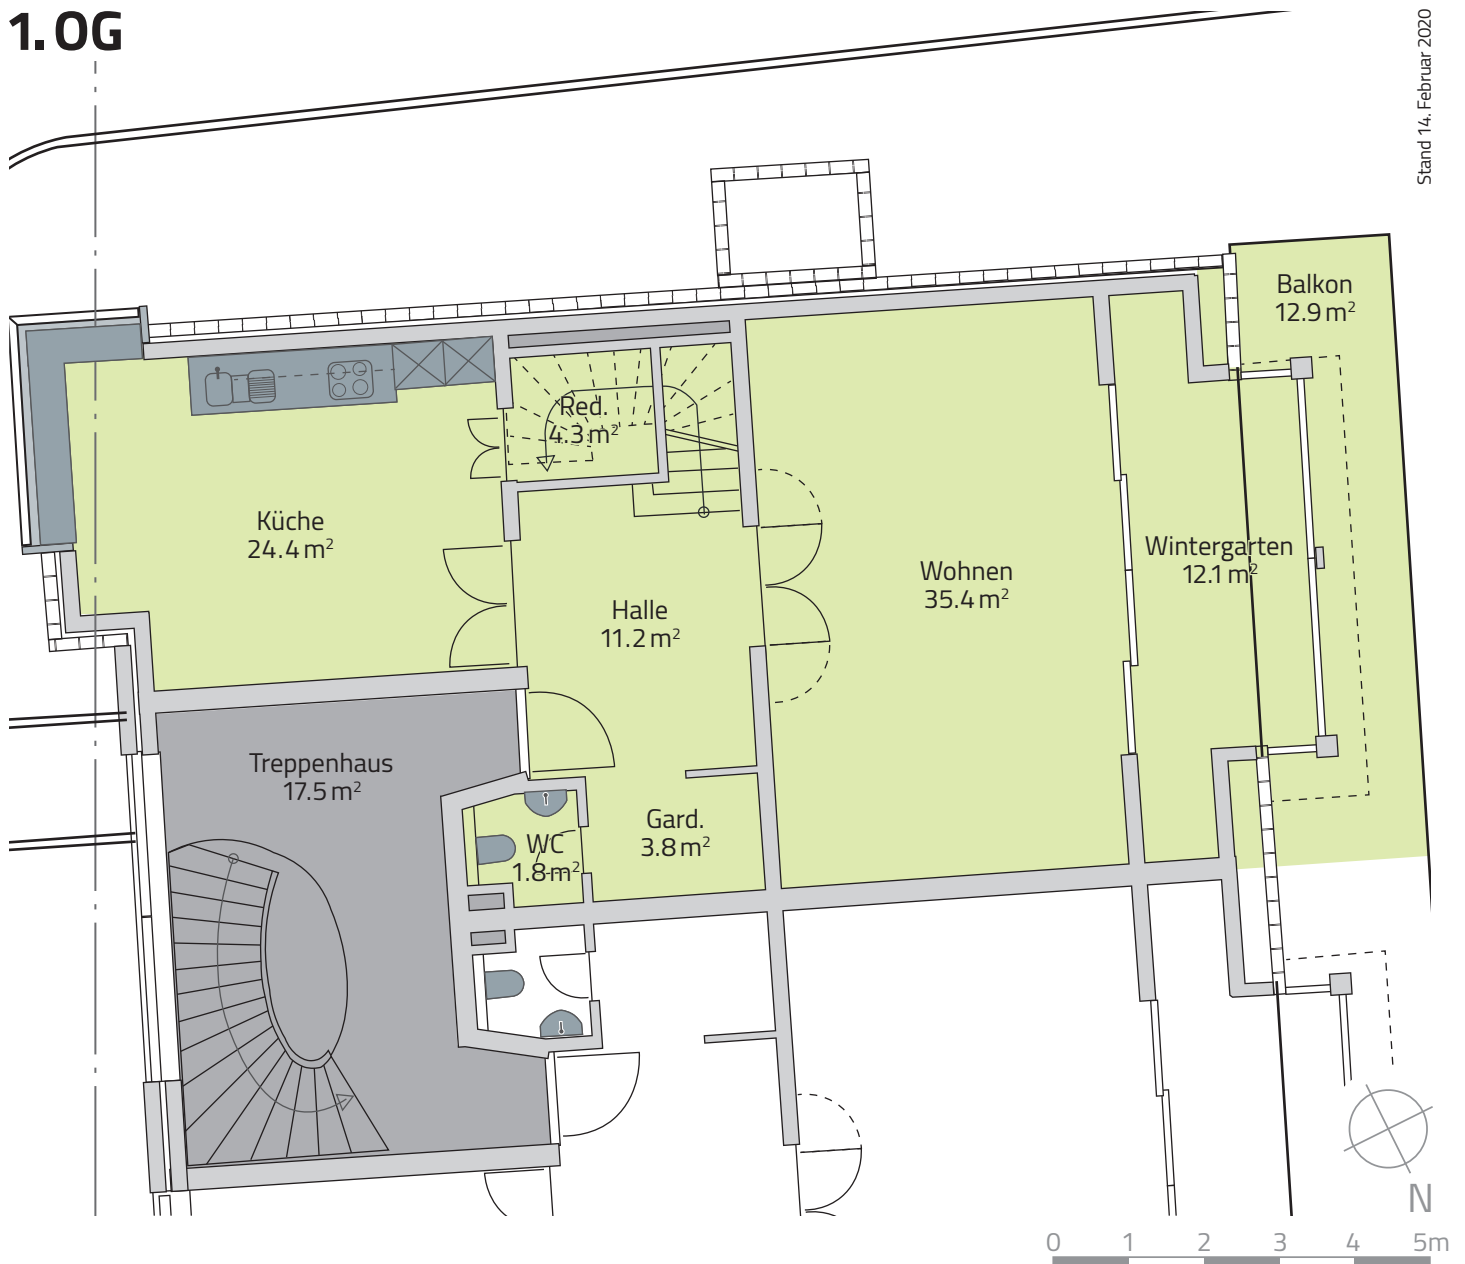 1. OG
Stand 14. Februar 2020
Balkon
12.9 m²
Red.
4.3 m²
Küche
24.4 m²
Wintergarten
12.1 m²
Wohnen
35.4 m²
Halle
11.2 m²
Treppenhaus
17.5 m²
Gard.
3.8 m²
WC
1.8 m²
N
0 1 2 3 4 5m